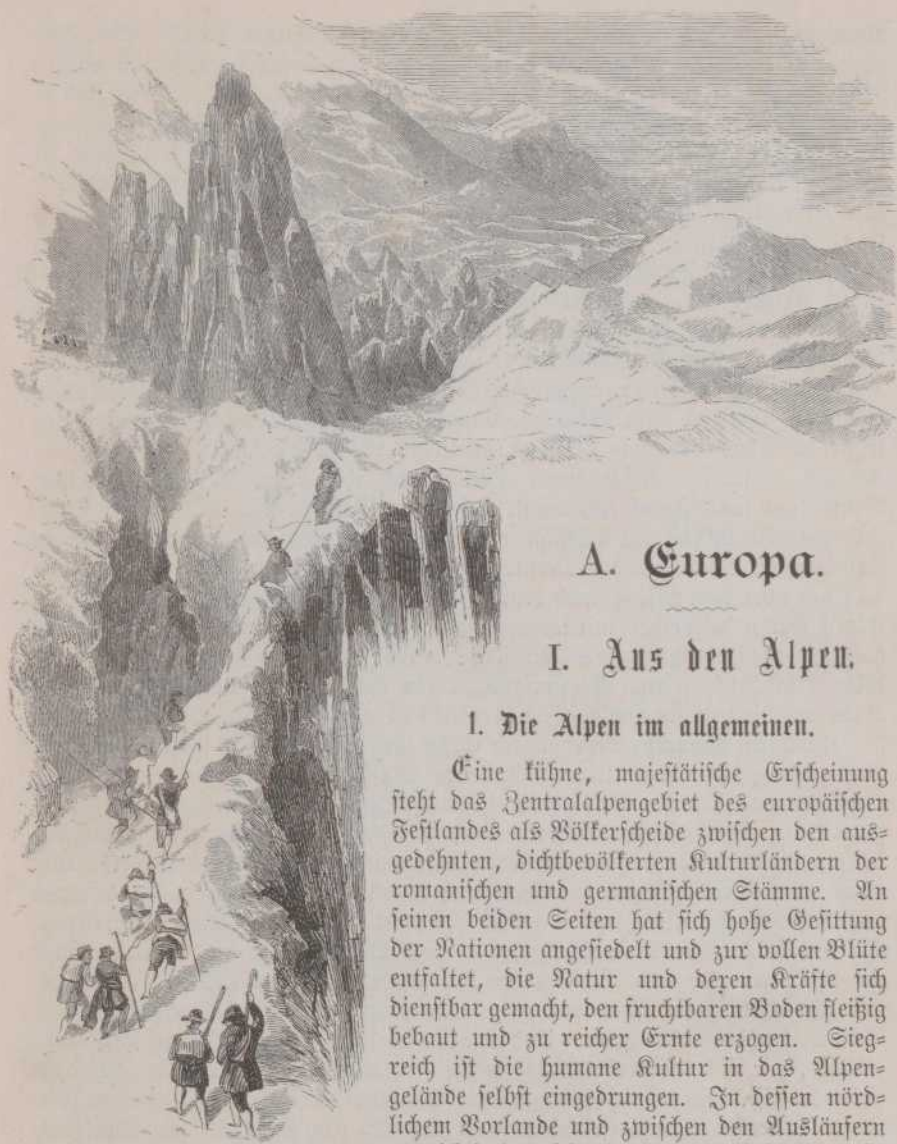 A. Europa.
I. Aus den Alpen.
1. Die Alpen im allgemeinen.
Eine kühne, majestätische Erscheinung
steht das Zentralalpengebiet des europäischen
Festlandes als Völkerscheide zwischen den aus=
gedehnten, dichtbevölkerten Kulturländern der
romanischen und germanischen Stämme. An
seinen beiden Seiten hat sich hohe Gesittung
der Nationen angesiedelt und zur vollen Blüte
entfaltet, die Natur und deren Kräfte sich
dienstbar gemacht, den fruchtbaren Boden fleißig
bebaut und zu reicher Ernte erzogen. Sieg=
reich ist die humane Kultur in das Alpen=
gelände selbst eingedrungen. In dessen nörd=
lichem Vorlande und zwischen den Ausläufern